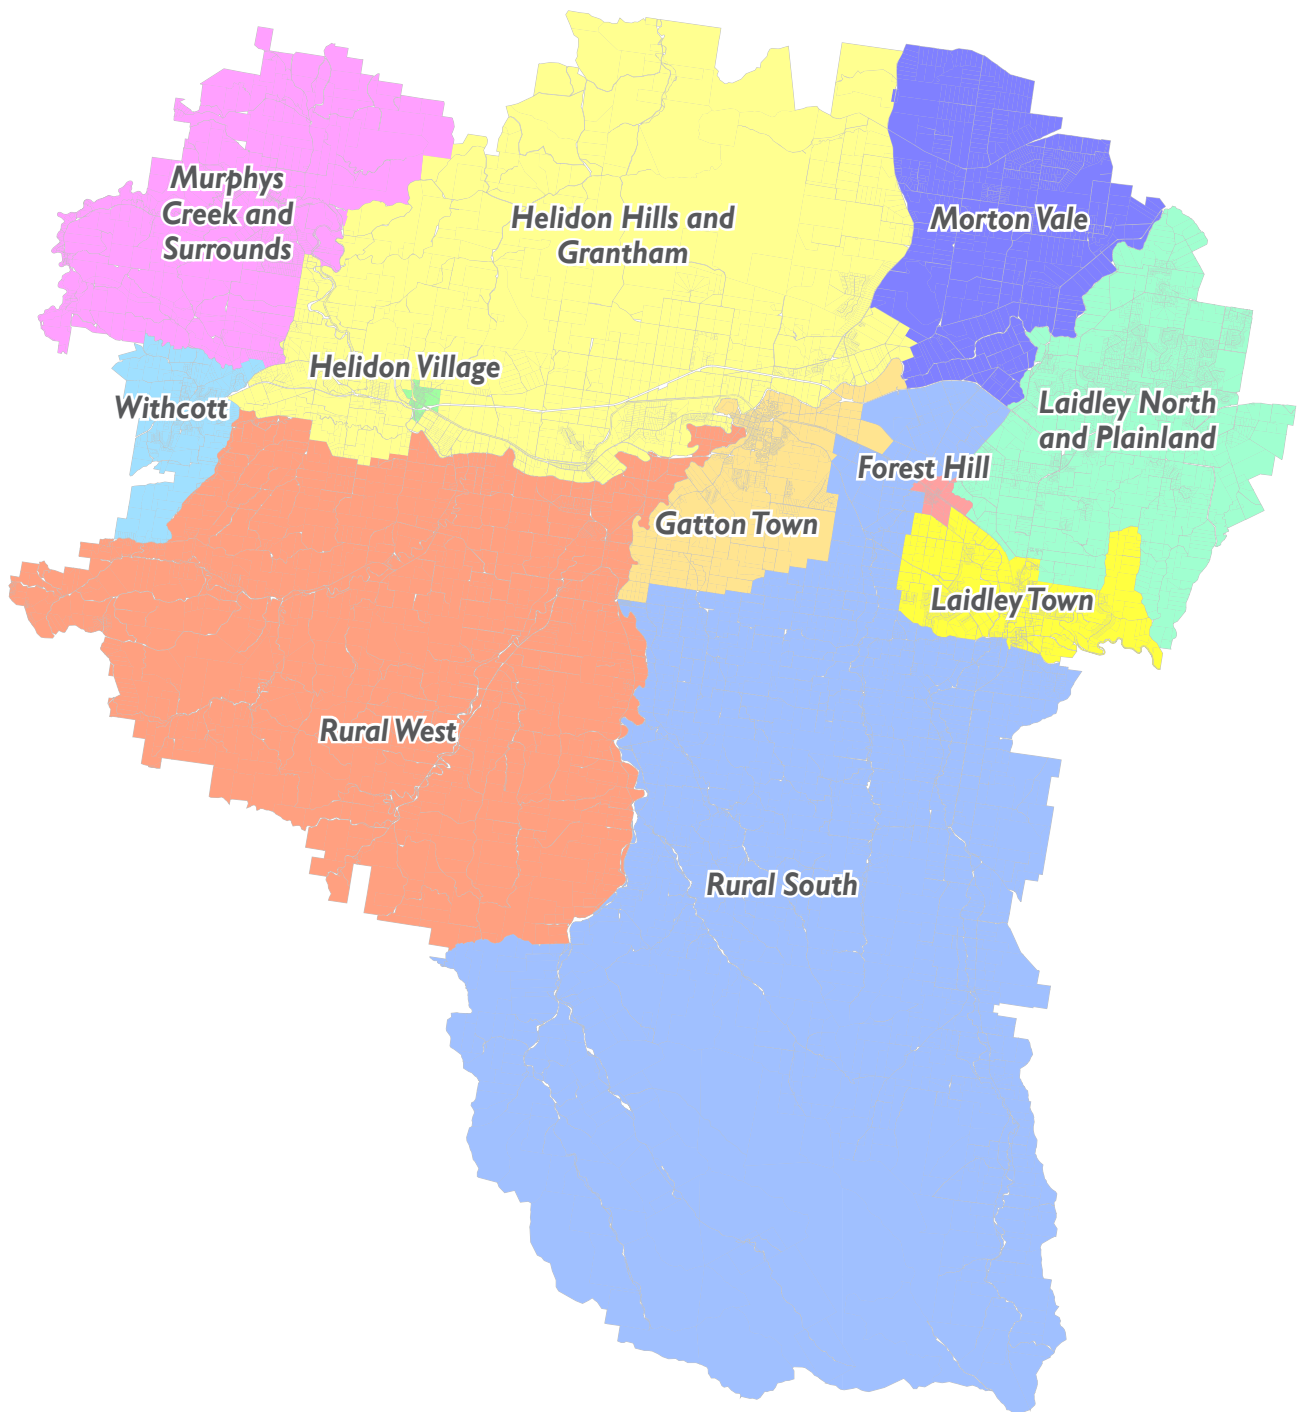 Murphys
Creek and
Surrounds
Helidon Hills and
Grantham
Morton Vale
Helidon Village
Withcott
Laidley North
and Plainland
Forest Hill
Gatton Town
Laidley Town
Rural West
Rural South